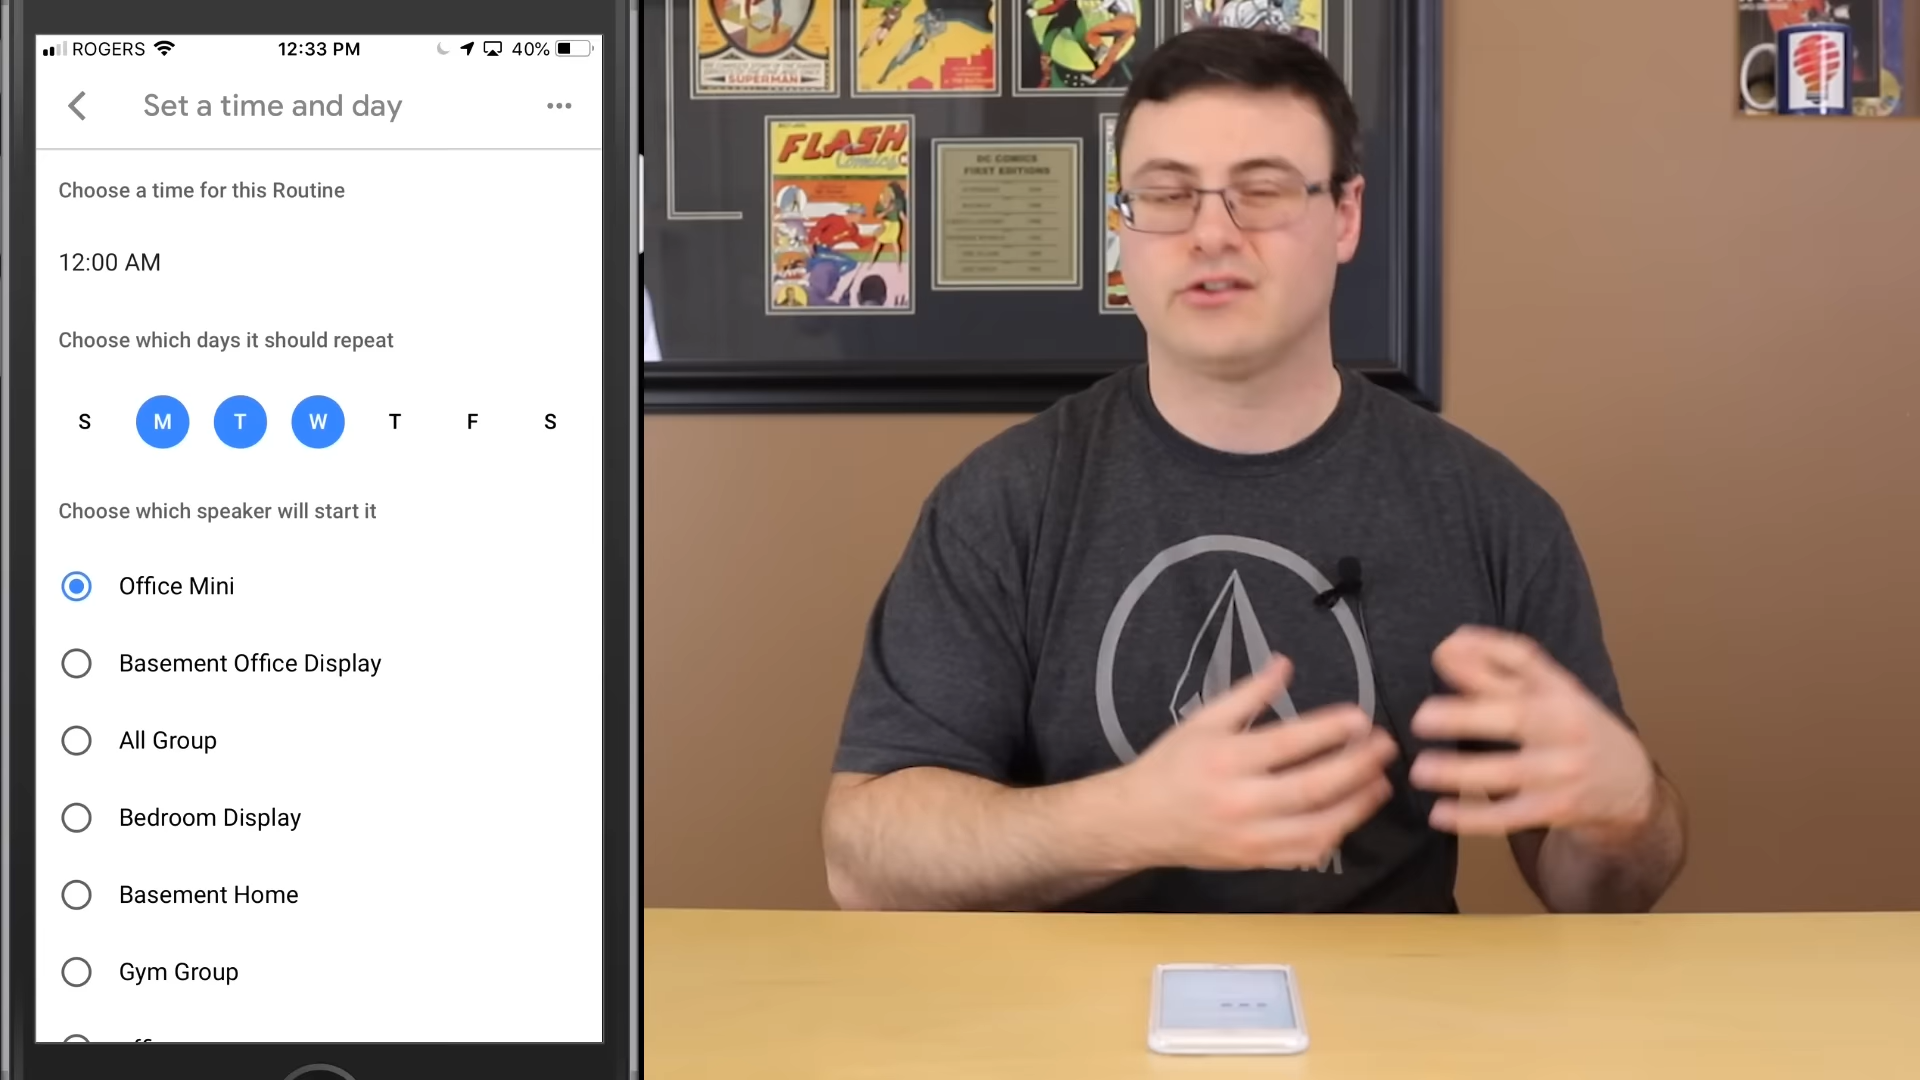 ROGERS 12:33 PM 40%
Set a time and day
Choose a time for this Routine
12:00 AM
Choose which days it should repeat
S M T W T F S
Choose which speaker will start it
Office Mini
Basement Office Display
All Group
Bedroom Display
Basement Home
Gym Group
SUPERMAN
FLASH
Comics
DC COMICS
FIRST EDITIONS